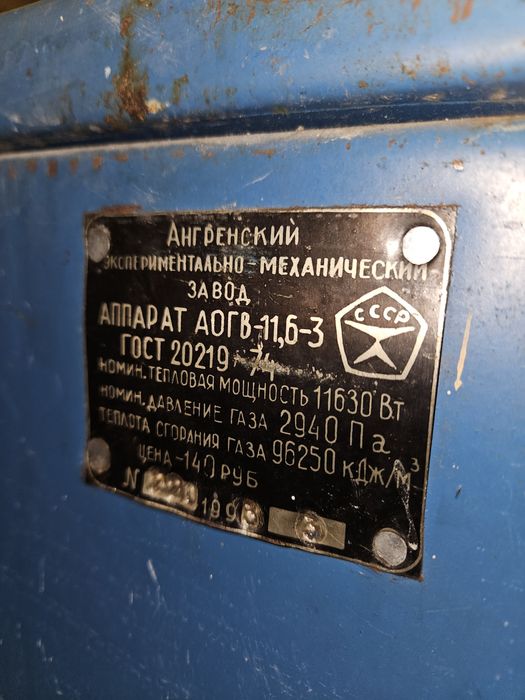 Ангренский
экспериментально-механический
завод
АППАРАТ АОГВ-11,6-3
СССР
ГОСТ 20219-74
НОМИН. ТЕПЛОВАЯ МОЩНОСТЬ 11630 Вт
НОМИН. ДАВЛЕНИЕ ГАЗА 2940 Па
ТЕПЛОТА СГОРАНИЯ ГАЗА 96250 кДж/м³
ЦЕНА-140 РУБ
N 199